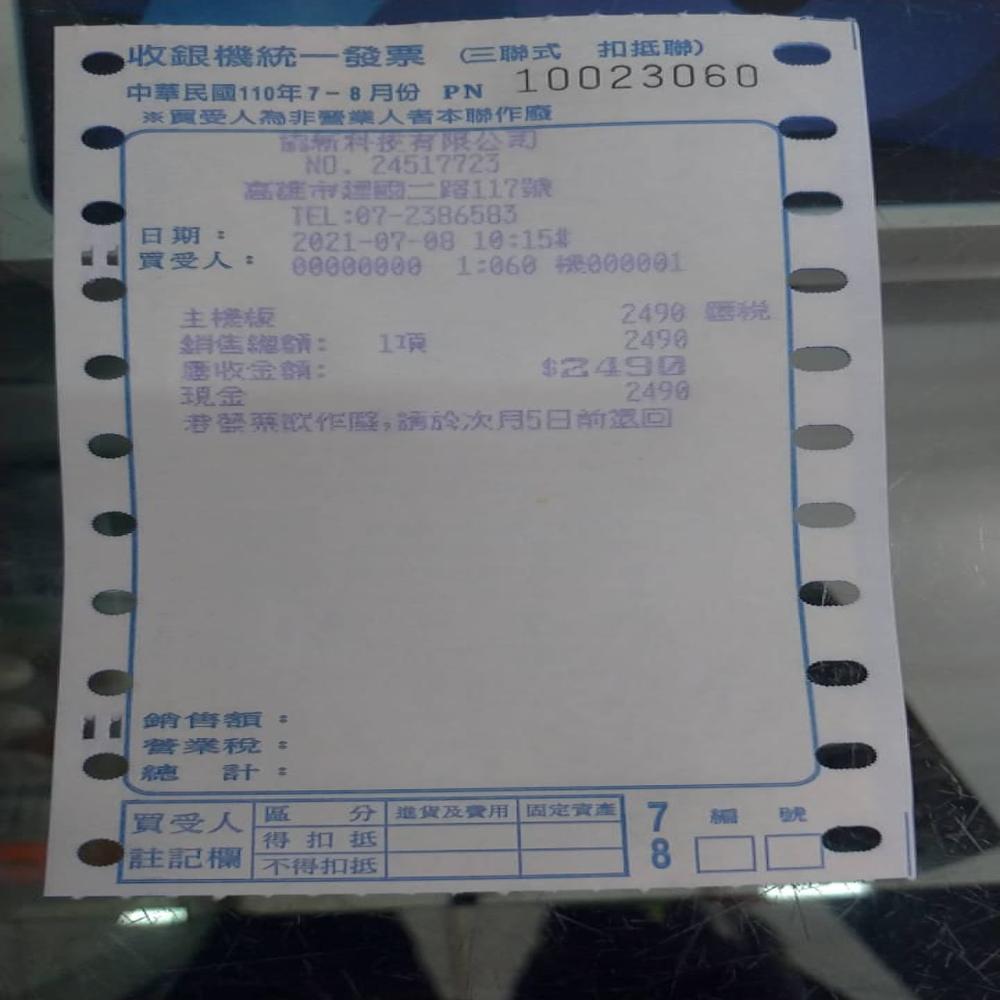 收銀機統一發票 (三聯式 扣抵聯)
中華民國110年7-8月份 PN 10023060
※買受人為非營業人者本聯作廢
科技有限公司
NO. 24517723
高雄市建國二路117號
TEL:07-2386583
日期: 2021-07-08 10:15#
買受人: 00000000 1:060 機000001
主機板 2490 應稅
銷售總額: 1項 2490
應收金額: $2490
現金 2490
若發票欲作廢,請於次月5日前退回
銷售額:
營業稅:
總 計:
買受人註記欄
區 分 進貨及費用 固定資產
得扣抵
不得扣抵
7
8
編 號